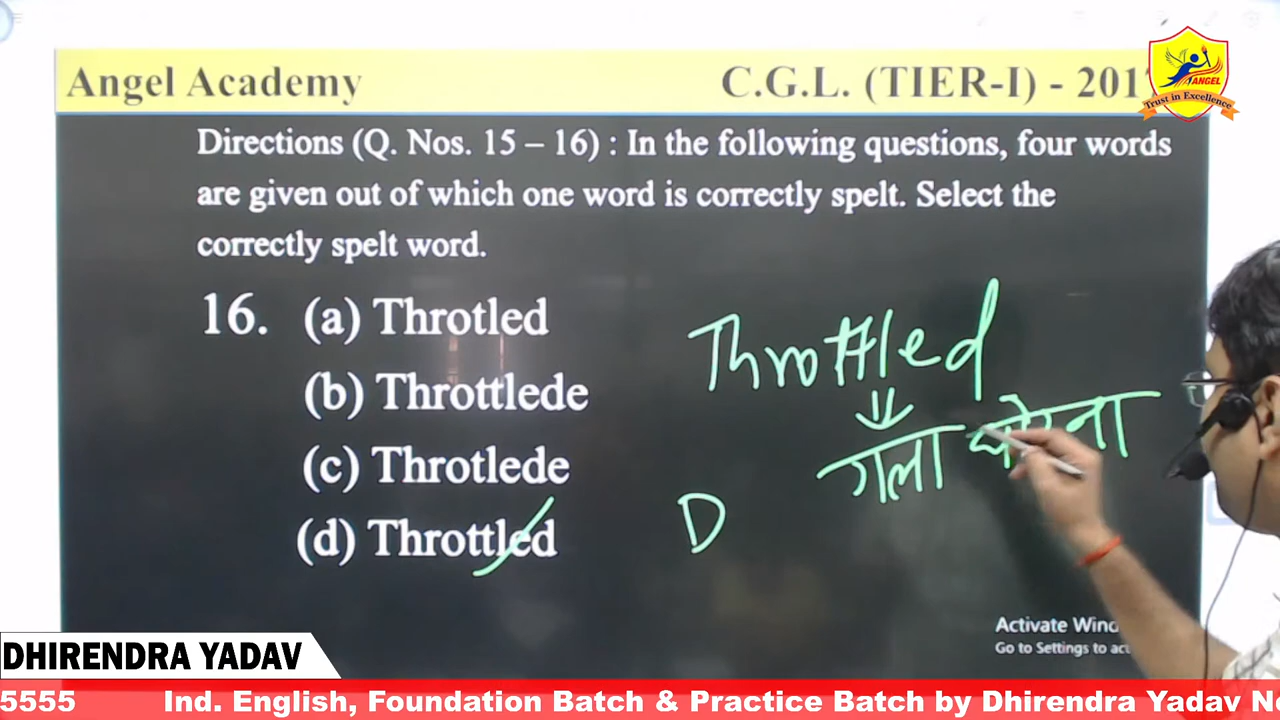 Angel Academy
C.G.L. (TIER-I) - 201
ANGEL
Trust in Excellence
Directions (Q. Nos. 15 – 16) : In the following questions, four words
are given out of which one word is correctly spelt. Select the
correctly spelt word.
16. (a) Throtled
(b) Throttlede
(c) Throtlede
(d) Throttled
Throttled
गला घोटना
D
Activate Wind
Go to Settings to act
DHIRENDRA YADAV
5555 Ind. English, Foundation Batch & Practice Batch by Dhirendra Yadav